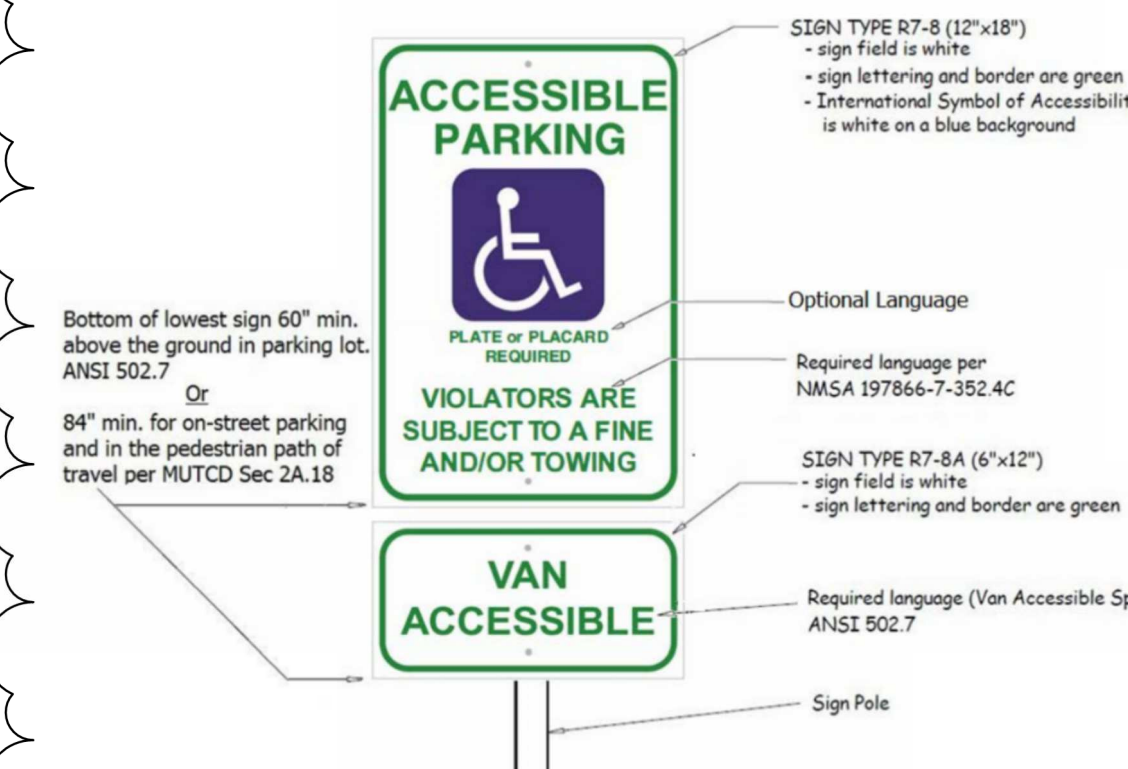 SIGN TYPE R7-8 (12"x18")
- sign field is white
- sign lettering and border are green
- International Symbol of Accessibilit
is white on a blue background
ACCESSIBLE
PARKING
Optional Language
PLATE or PLACARD
REQUIRED
Bottom of lowest sign 60" min.
above the ground in parking lot.
ANSI 502.7
Or
84" min. for on-street parking
and in the pedestrian path of
travel per MUTCD Sec 2A.18
Required language per
NMSA 197866-7-352.4C
VIOLATORS ARE
SUBJECT TO A FINE
AND/OR TOWING
SIGN TYPE R7-8A (6"x12")
- sign field is white
- sign lettering and border are green
VAN
ACCESSIBLE
Required language (Van Accessible Sp
ANSI 502.7
Sign Pole